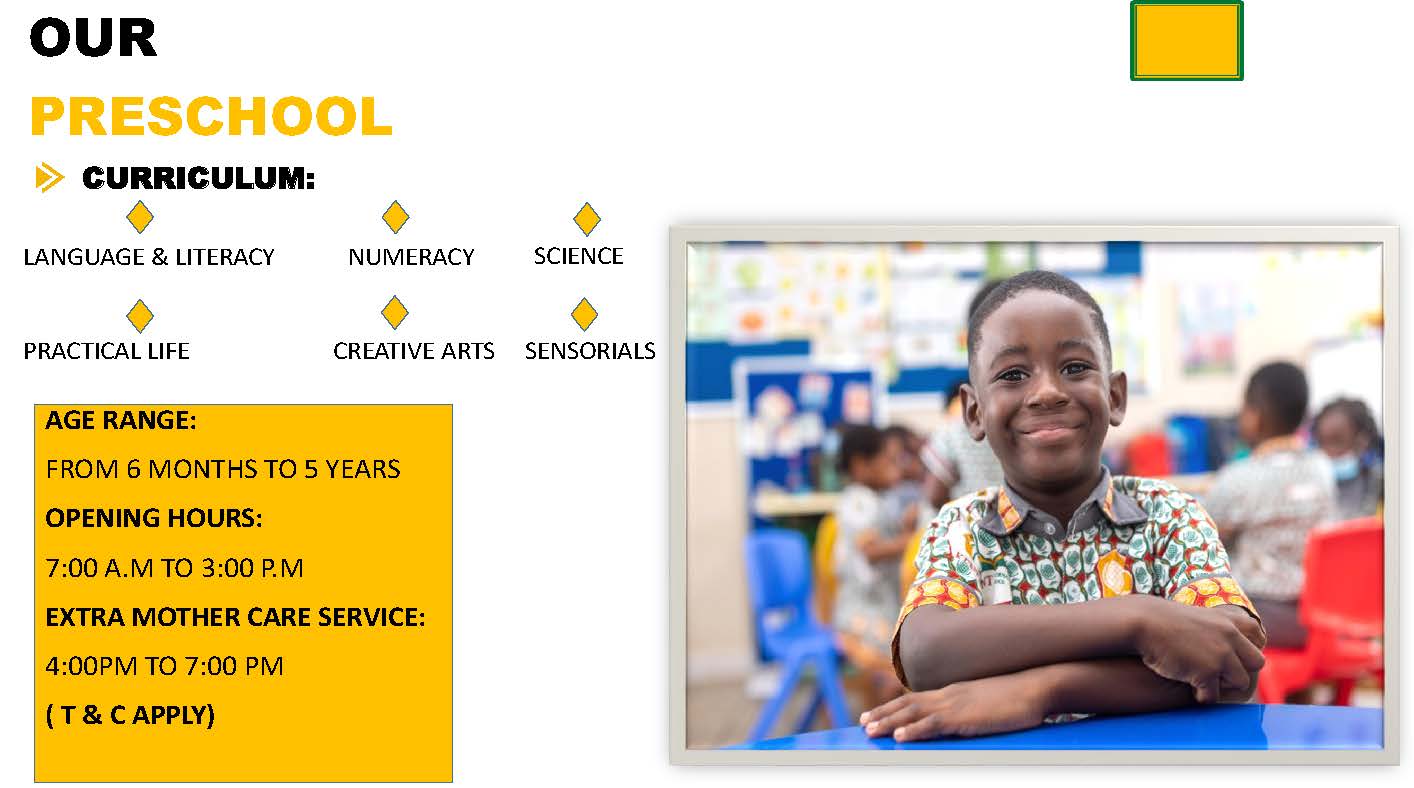 OUR
PRESCHOOL
CURRICULUM:
LANGUAGE & LITERACY
NUMERACY
SCIENCE
PRACTICAL LIFE
CREATIVE ARTS
SENSORIALS
AGE RANGE:
FROM 6 MONTHS TO 5 YEARS
OPENING HOURS:
7:00 A.M TO 3:00 P.M
EXTRA MOTHER CARE SERVICE:
4:00PM TO 7:00 PM
( T & C APPLY)